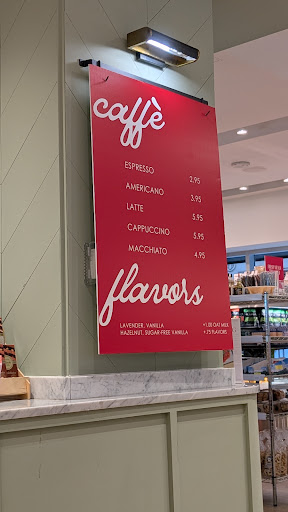 caffè
ESPRESSO 2.95
AMERICANO 3.95
LATTE 5.95
CAPPUCCINO 5.95
MACCHIATO 4.95
flavors
LAVENDER, VANILLA +1.00 OAT MILK
HAZELNUT, SUGAR-FREE VANILLA +.75 FLAVORS